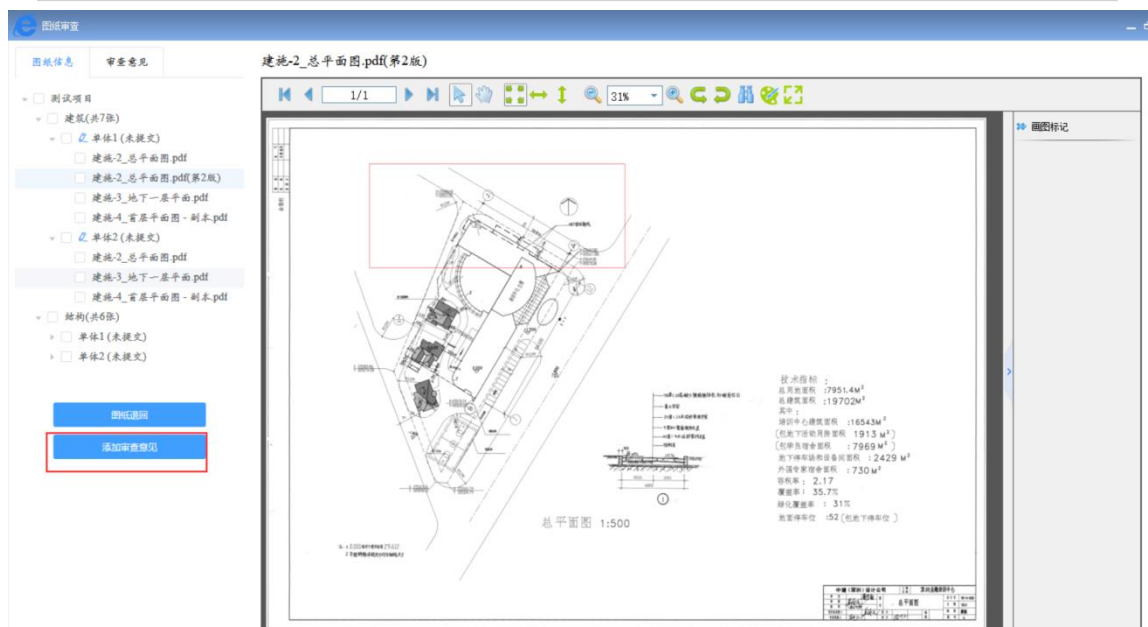 图纸审查
图纸信息
审查意见
测试项目
建筑(共7张)
单体1(未提交)
建施-2_总平面图.pdf
建施-2_总平面图.pdf(第2版)
建施-3_地下一层平面.pdf
建施-4_首层平面图 - 副本.pdf
单体2(未提交)
建施-2_总平面图.pdf
建施-3_地下一层平面.pdf
建施-4_首层平面图 - 副本.pdf
结构(共6张)
单体1(未提交)
单体2(未提交)
图纸退回
添加审查意见
建施-2_总平面图.pdf(第2版)
1/1
31%
画图标记
技术指标 :
总用地面积 :7951.4M²
总建筑面积 :19702M²
其中 :
培训中心建筑面积 :16543M²
(包地下活动用房面积 1913 M²)
(包学员宿舍面积 :7969 M²)
地下停车场和设备间面积 :2429 M²
外国专家宿舍面积 :730 M²
容积率 : 2.17
覆盖率 : 35.7%
绿化覆盖率 : 31%
地面停车位 :52(包地下停车位 )
总平面图 1:500
总平面图